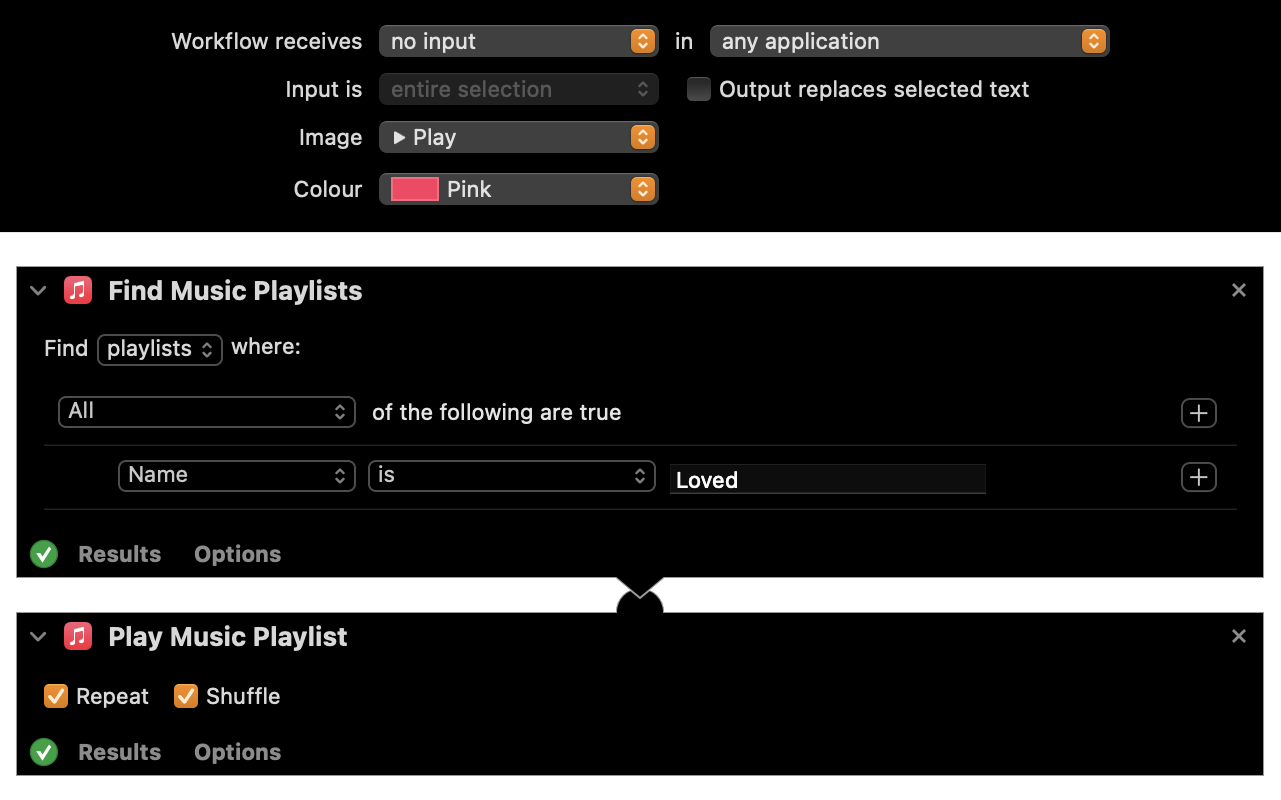 Workflow receives no input in any application
Input is entire selection Output replaces selected text
Image Play
Colour Pink
Find Music Playlists
Find playlists where:
All of the following are true
Name is Loved
Results Options
Play Music Playlist
Repeat Shuffle
Results Options